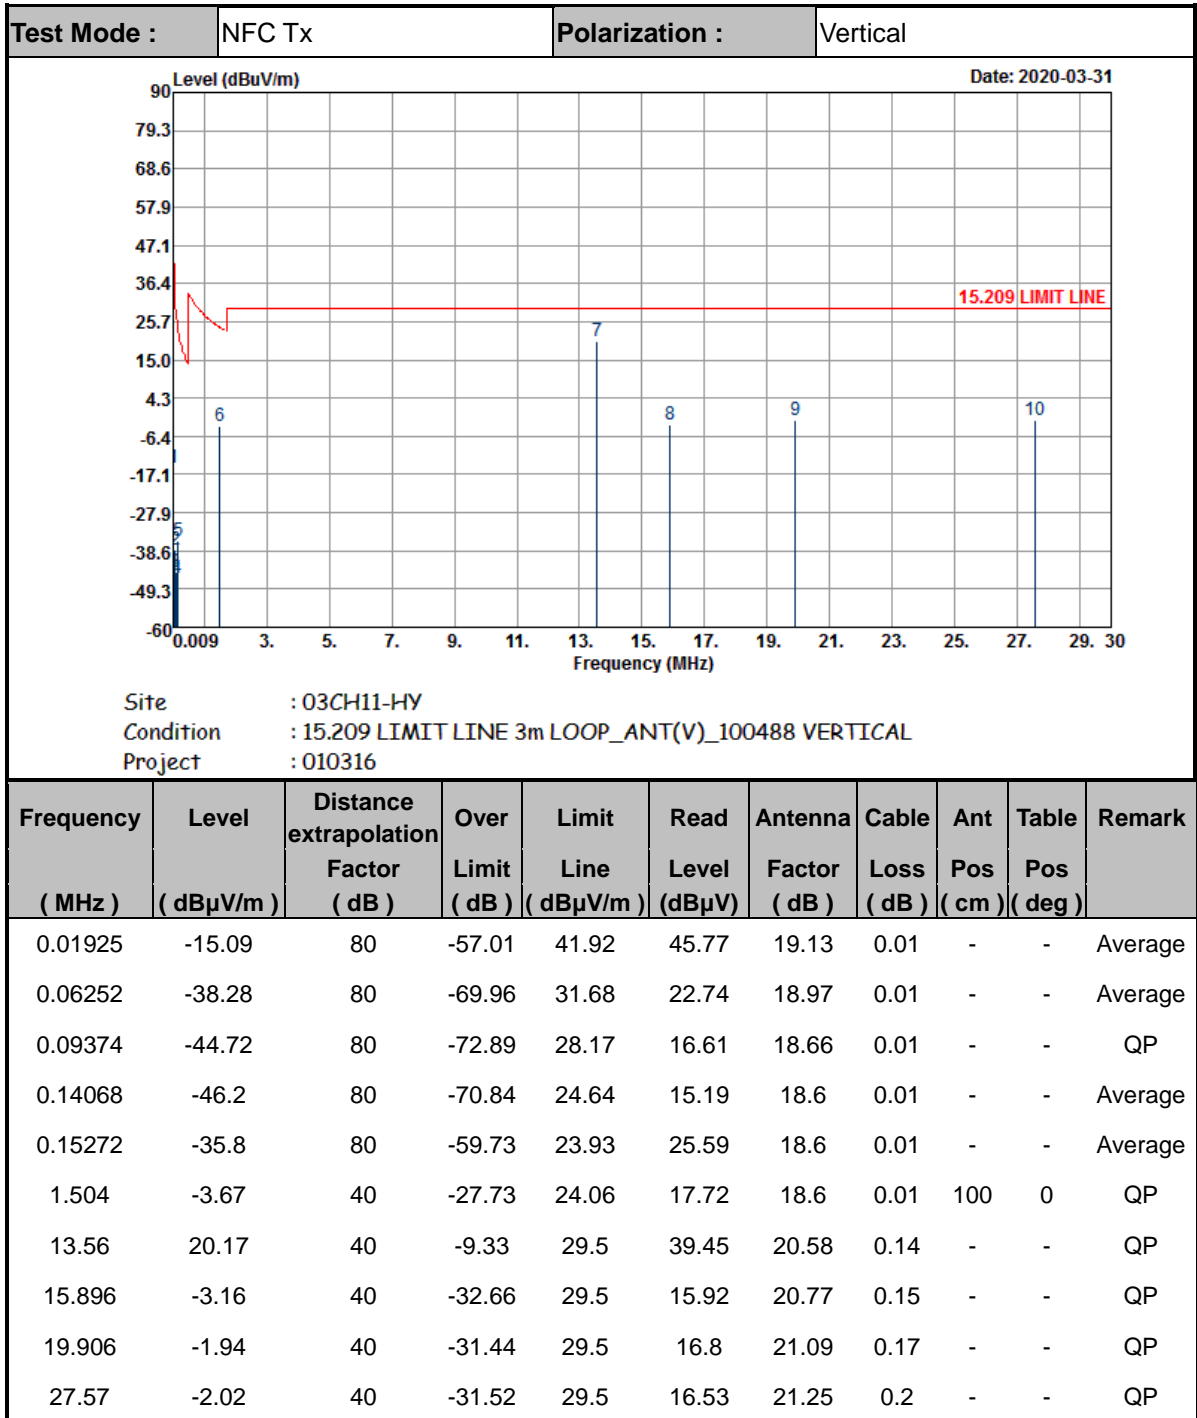 Test Mode : NFC Tx Polarization : Vertical
Level (dBuV/m) Date: 2020-03-31
90
79.3
68.6
57.9
47.1
36.4
15.209 LIMIT LINE
25.7
7
15.0
4.3
6 8 9 10
-6.4
-17.1
-27.9
5
-38.6
-49.3
-60
0.009 3. 5. 7. 9. 11. 13. 15. 17. 19. 21. 23. 25. 27. 29. 30
Frequency (MHz)
Site : 03CH11-HY
Condition : 15.209 LIMIT LINE 3m LOOP_ANT(V)_100488 VERTICAL
Project : 010316
Frequency Level Distance extrapolation Over Limit Read Antenna Cable Ant Table Remark
Factor Limit Line Level Factor Loss Pos Pos
( MHz ) ( dBµV/m ) ( dB ) ( dB ) ( dBµV/m ) (dBµV) ( dB ) ( dB ) ( cm ) ( deg )
0.01925 -15.09 80 -57.01 41.92 45.77 19.13 0.01 - - Average
0.06252 -38.28 80 -69.96 31.68 22.74 18.97 0.01 - - Average
0.09374 -44.72 80 -72.89 28.17 16.61 18.66 0.01 - - QP
0.14068 -46.2 80 -70.84 24.64 15.19 18.6 0.01 - - Average
0.15272 -35.8 80 -59.73 23.93 25.59 18.6 0.01 - - Average
1.504 -3.67 40 -27.73 24.06 17.72 18.6 0.01 100 0 QP
13.56 20.17 40 -9.33 29.5 39.45 20.58 0.14 - - QP
15.896 -3.16 40 -32.66 29.5 15.92 20.77 0.15 - - QP
19.906 -1.94 40 -31.44 29.5 16.8 21.09 0.17 - - QP
27.57 -2.02 40 -31.52 29.5 16.53 21.25 0.2 - - QP